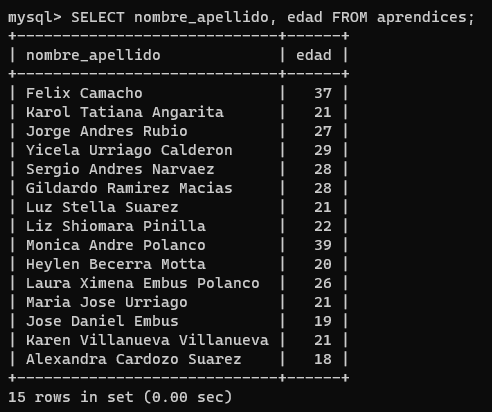 mysql> SELECT nombre_apellido, edad FROM aprendices;
+-----------------------------+------+
| nombre_apellido             | edad |
+-----------------------------+------+
| Felix Camacho               |   37 |
| Karol Tatiana Angarita      |   21 |
| Jorge Andres Rubio          |   27 |
| Yicela Urriago Calderon     |   29 |
| Sergio Andres Narvaez       |   28 |
| Gildardo Ramirez Macias     |   28 |
| Luz Stella Suarez           |   21 |
| Liz Shiomara Pinilla        |   22 |
| Monica Andre Polanco        |   39 |
| Heylen Becerra Motta        |   20 |
| Laura Ximena Embus Polanco  |   26 |
| Maria Jose Urriago          |   21 |
| Jose Daniel Embus           |   19 |
| Karen Villanueva Villanueva |   21 |
| Alexandra Cardozo Suarez    |   18 |
+-----------------------------+------+
15 rows in set (0.00 sec)